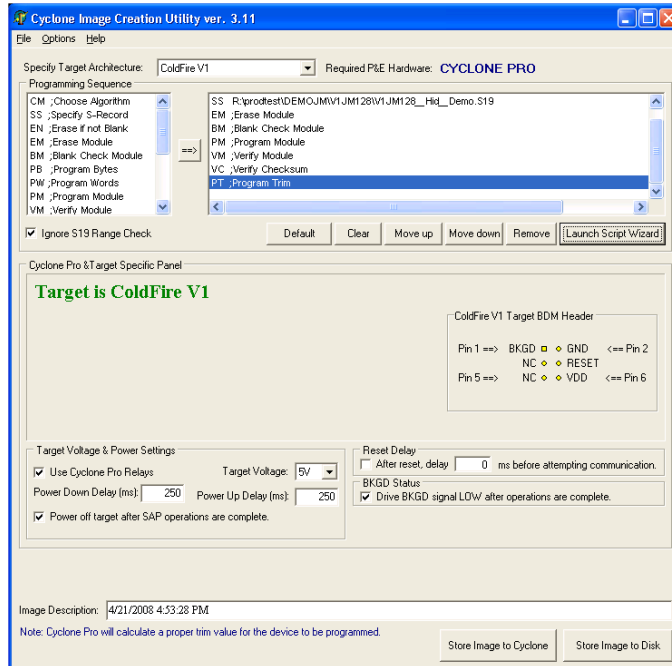 Cyclone Image Creation Utility ver. 3.11
File Options Help
Specify Target Architecture: ColdFire V1 Required P&E Hardware: CYCLONE PRO
Programming Sequence
CM ;Choose Algorithm
SS ;Specify S-Record
EN ;Erase if not Blank
EM ;Erase Module
BM ;Blank Check Module
PB ;Program Bytes
PW ;Program Words
PM ;Program Module
VM ;Verify Module
==>
SS R:\prodtest\DEMOJM\V1JM128\V1JM128__Hid__Demo.S19
EM ;Erase Module
BM ;Blank Check Module
PM ;Program Module
VM ;Verify Module
VC ;Verify Checksum
PT ;Program Trim
Ignore S19 Range Check Default Clear Move up Move down Remove Launch Script Wizard
Cyclone Pro &Target Specific Panel
Target is ColdFire V1
ColdFire V1 Target BDM Header
Pin 1 ==> BKGD GND <== Pin 2
NC RESET
Pin 5 ==> NC VDD <== Pin 6
Target Voltage & Power Settings
Use Cyclone Pro Relays Target Voltage: 5V
Power Down Delay (ms): 250 Power Up Delay (ms): 250
Power off target after SAP operations are complete.
Reset Delay
After reset, delay 0 ms before attempting communication.
BKGD Status
Drive BKGD signal LOW after operations are complete.
Image Description: 4/21/2008 4:53:28 PM
Note: Cyclone Pro will calculate a proper trim value for the device to be programmed.
Store Image to Cyclone Store Image to Disk